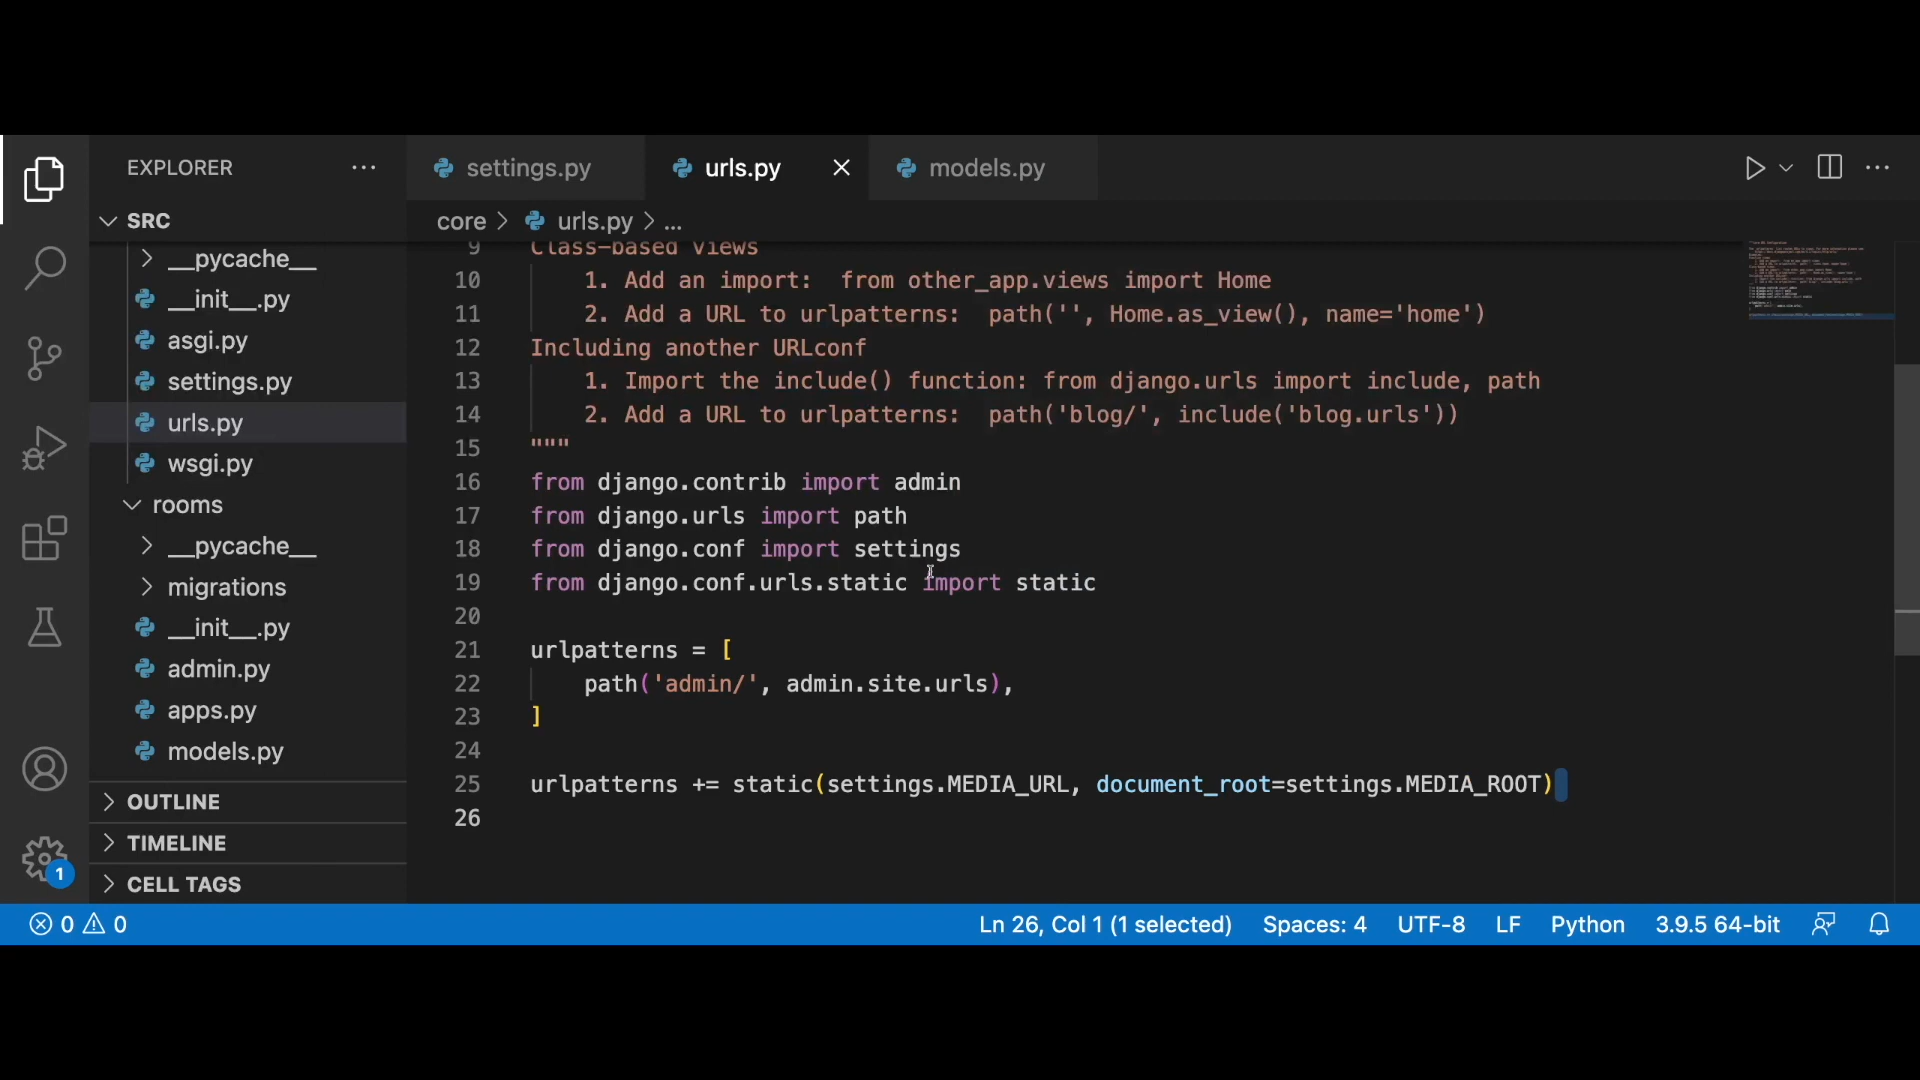 EXPLORER
settings.py
urls.py
models.py
SRC
core
urls.py
...
__pycache__
__init__.py
asgi.py
settings.py
urls.py
wsgi.py
rooms
__pycache__
migrations
__init__.py
admin.py
apps.py
models.py
OUTLINE
TIMELINE
CELL TAGS
1
9 Class-based views
10 1. Add an import:  from other_app.views import Home
11 2. Add a URL to urlpatterns:  path('', Home.as_view(), name='home')
12 Including another URLconf
13 1. Import the include() function: from django.urls import include, path
14 2. Add a URL to urlpatterns:  path('blog/', include('blog.urls'))
15 """
16 from django.contrib import admin
17 from django.urls import path
18 from django.conf import settings
19 from django.conf.urls.static import static
20
21 urlpatterns = [
22 path('admin/', admin.site.urls),
23 ]
24
25 urlpatterns += static(settings.MEDIA_URL, document_root=settings.MEDIA_ROOT)
26
0 0
Ln 26, Col 1 (1 selected)
Spaces: 4
UTF-8
LF
Python
3.9.5 64-bit